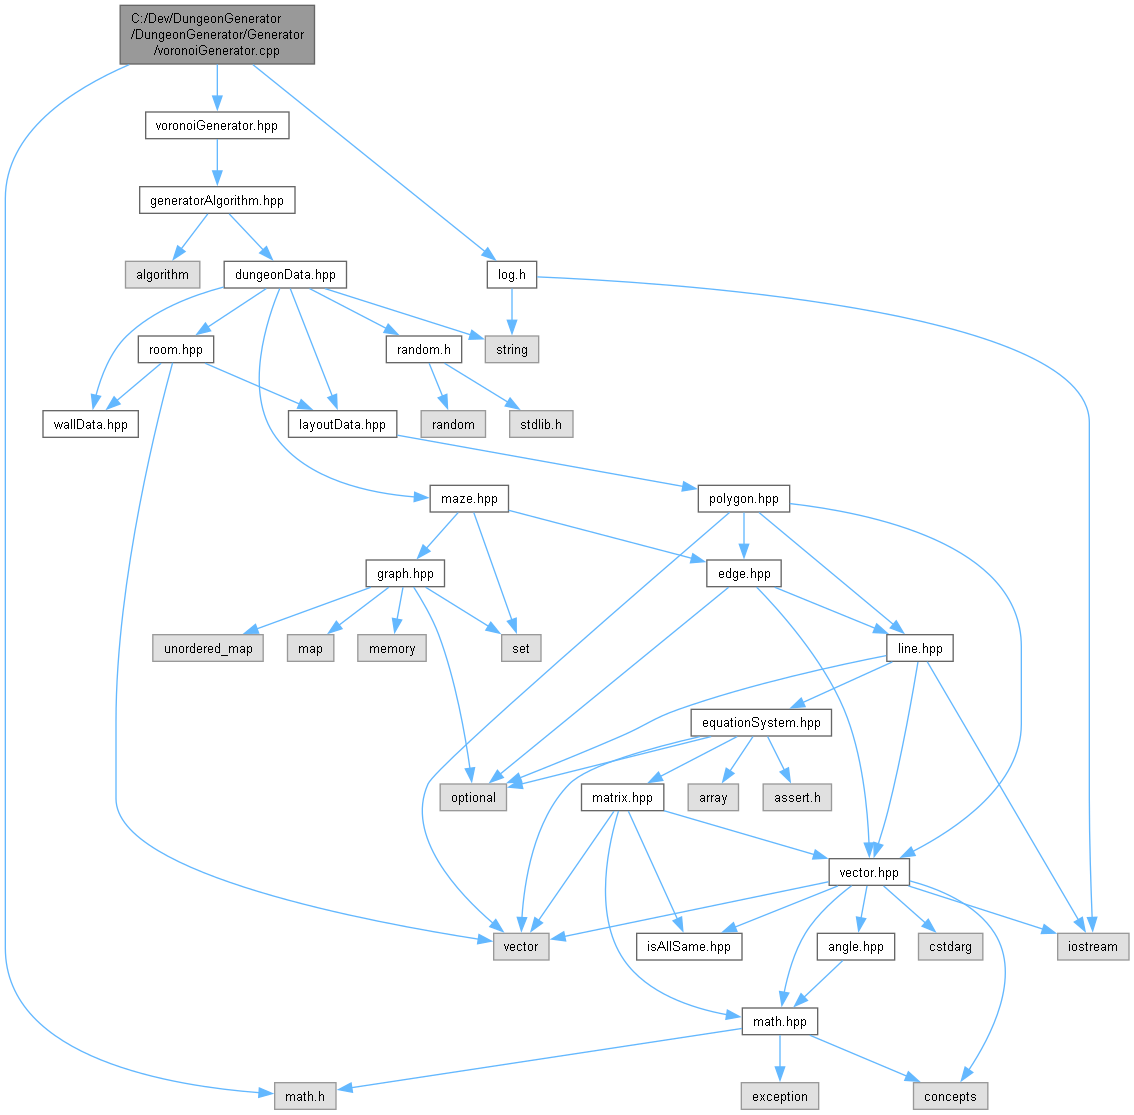 C:/Dev/DungeonGenerator
/DungeonGenerator/Generator
/voronoiGenerator.cpp
voronoiGenerator.hpp
generatorAlgorithm.hpp
algorithm
dungeonData.hpp
log.h
room.hpp
random.h
string
wallData.hpp
layoutData.hpp
random
stdlib.h
maze.hpp
polygon.hpp
graph.hpp
edge.hpp
unordered_map
map
memory
set
line.hpp
equationSystem.hpp
optional
matrix.hpp
array
assert.h
vector.hpp
vector
isAllSame.hpp
angle.hpp
cstdarg
iostream
math.hpp
math.h
exception
concepts